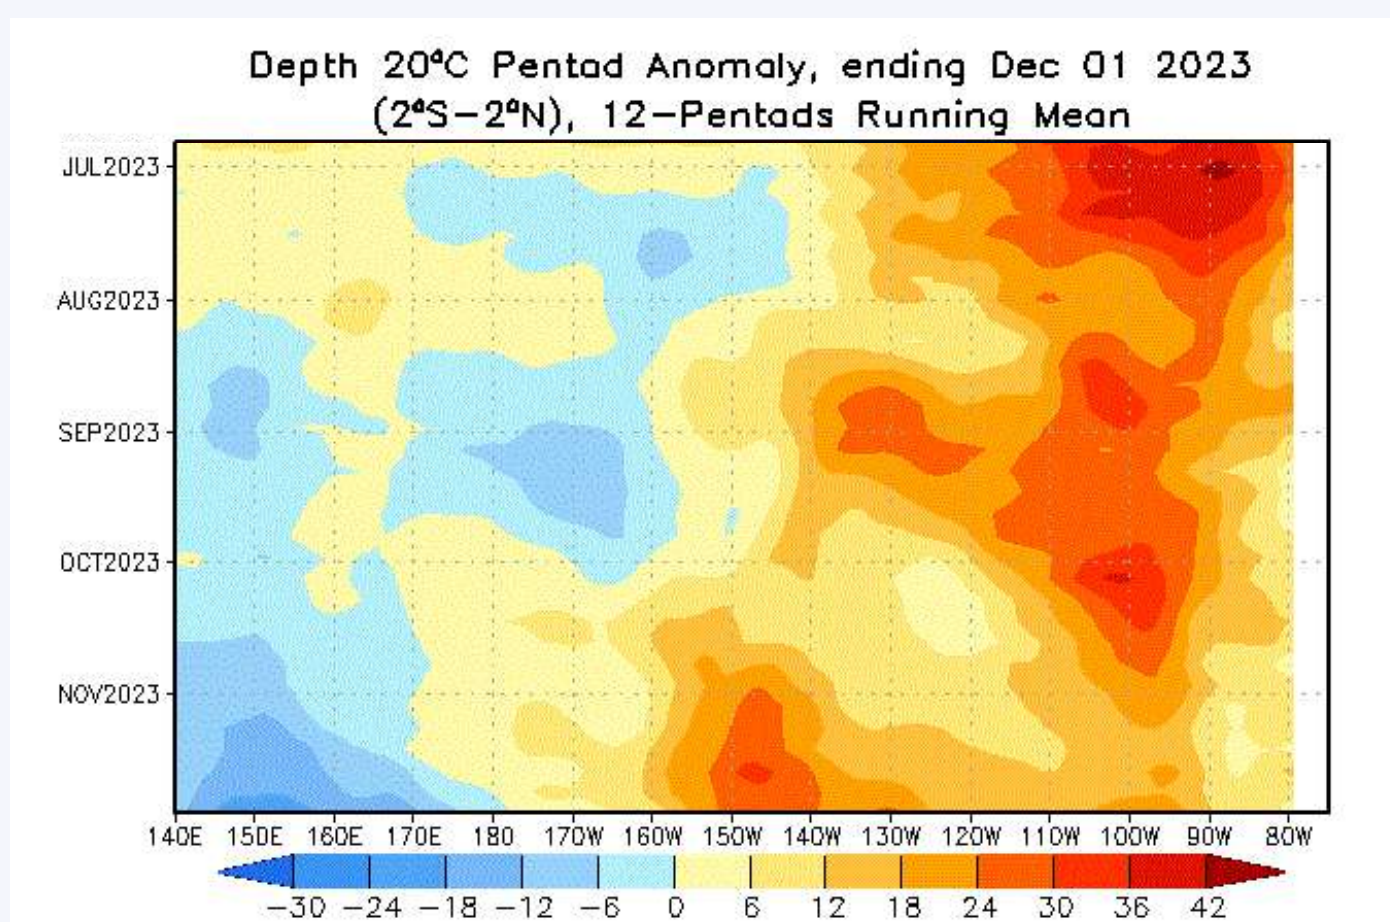 Depth 20°C Pentad Anomaly, ending Dec 01 2023
(2°S-2°N), 12-Pentads Running Mean
JUL2023
AUG2023
SEP2023
OCT2023
NOV2023
140E 150E 160E 170E 180 170W 160W 150W 140W 130W 120W 110W 100W 90W 80W
-30 -24 -18 -12 -6 0 6 12 18 24 30 36 42